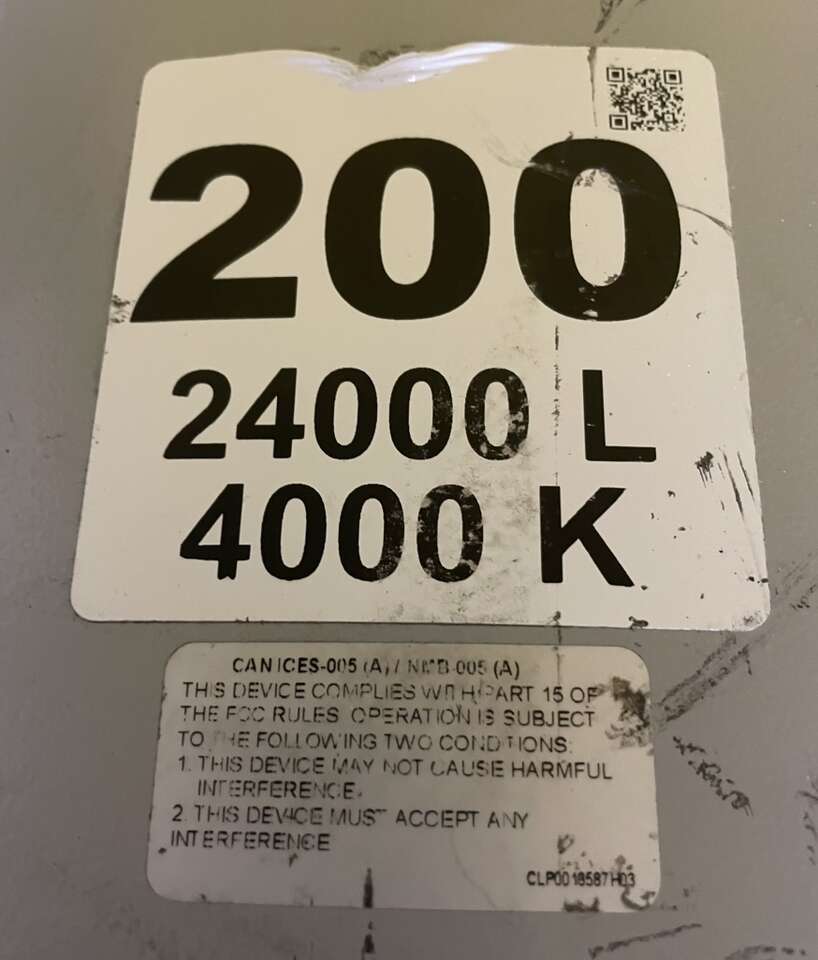 200
24000 L
4000 K
CAN ICES-005 (A) / NMB-005 (A)
THIS DEVICE COMPLIES WITH PART 15 OF
THE FCC RULES. OPERATION IS SUBJECT
TO THE FOLLOWING TWO CONDITIONS:
1. THIS DEVICE MAY NOT CAUSE HARMFUL
INTERFERENCE.
2. THIS DEVICE MUST ACCEPT ANY
INTERFERENCE